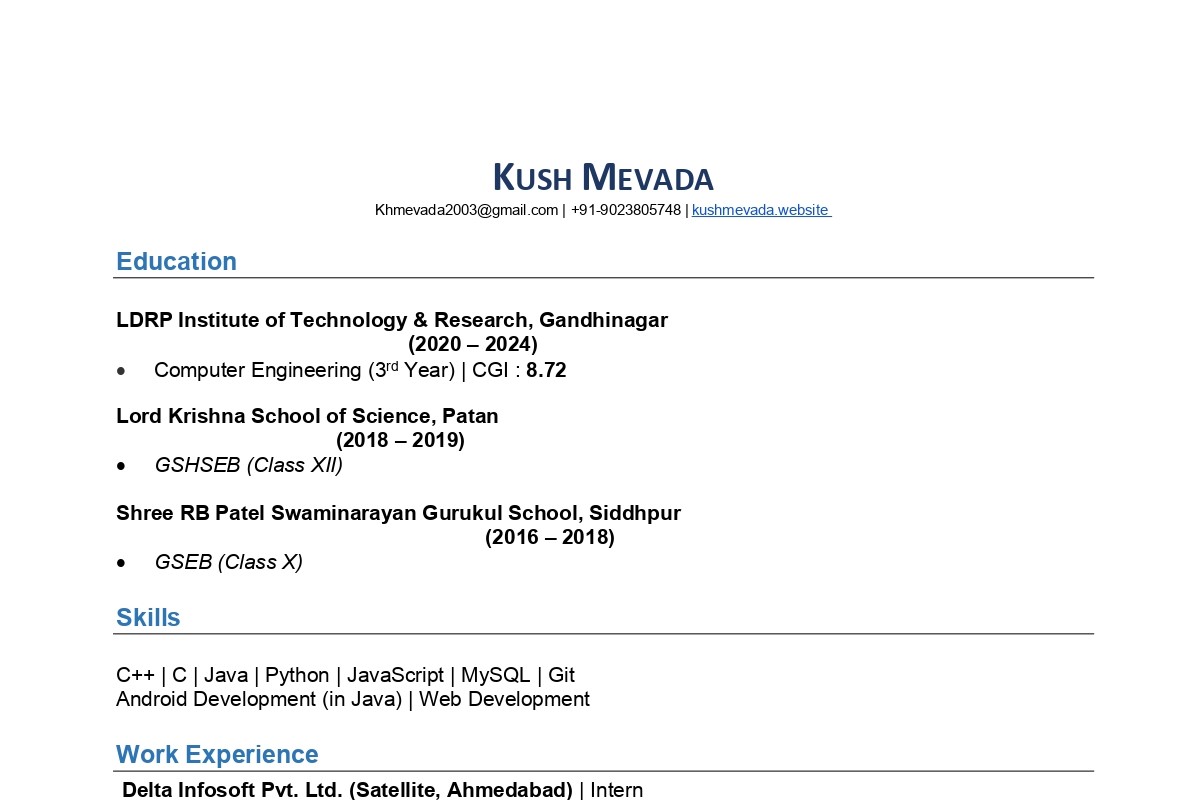 KUSH MEVADA
Khmevada2003@gmail.com | +91-9023805748 | kushmevada.website
Education
LDRP Institute of Technology & Research, Gandhinagar
(2020 – 2024)
• Computer Engineering (3rd Year) | CGI : 8.72
Lord Krishna School of Science, Patan
(2018 – 2019)
• GSHSEB (Class XII)
Shree RB Patel Swaminarayan Gurukul School, Siddhpur
(2016 – 2018)
• GSEB (Class X)
Skills
C++ | C | Java | Python | JavaScript | MySQL | Git
Android Development (in Java) | Web Development
Work Experience
Delta Infosoft Pvt. Ltd. (Satellite, Ahmedabad) | Intern